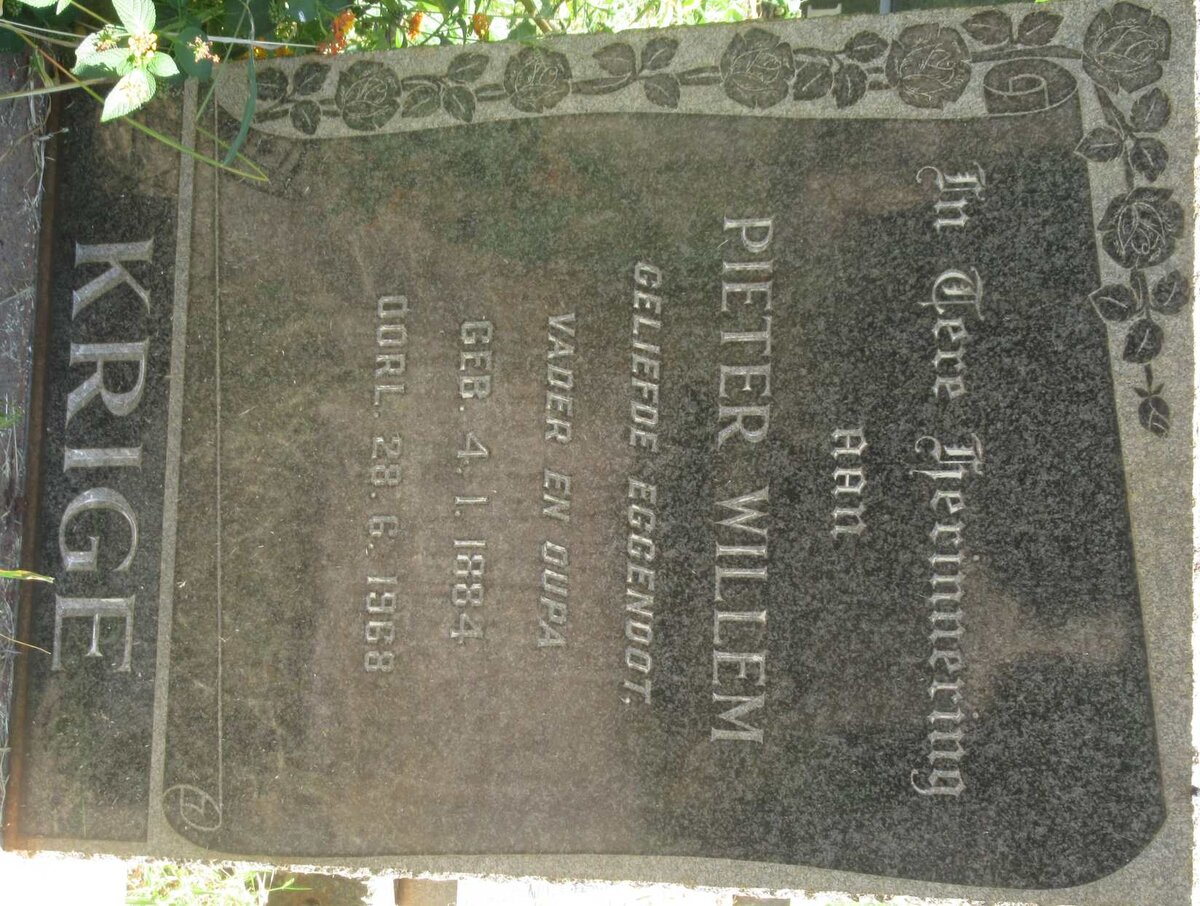 In Tere Herinnering
aan
PIETER WILLEM
GELIEFDE EGGENOOT,
VADER EN OUPA
GEB. 4. 1. 1884
OORL. 28. 6. 1968
KRIGE